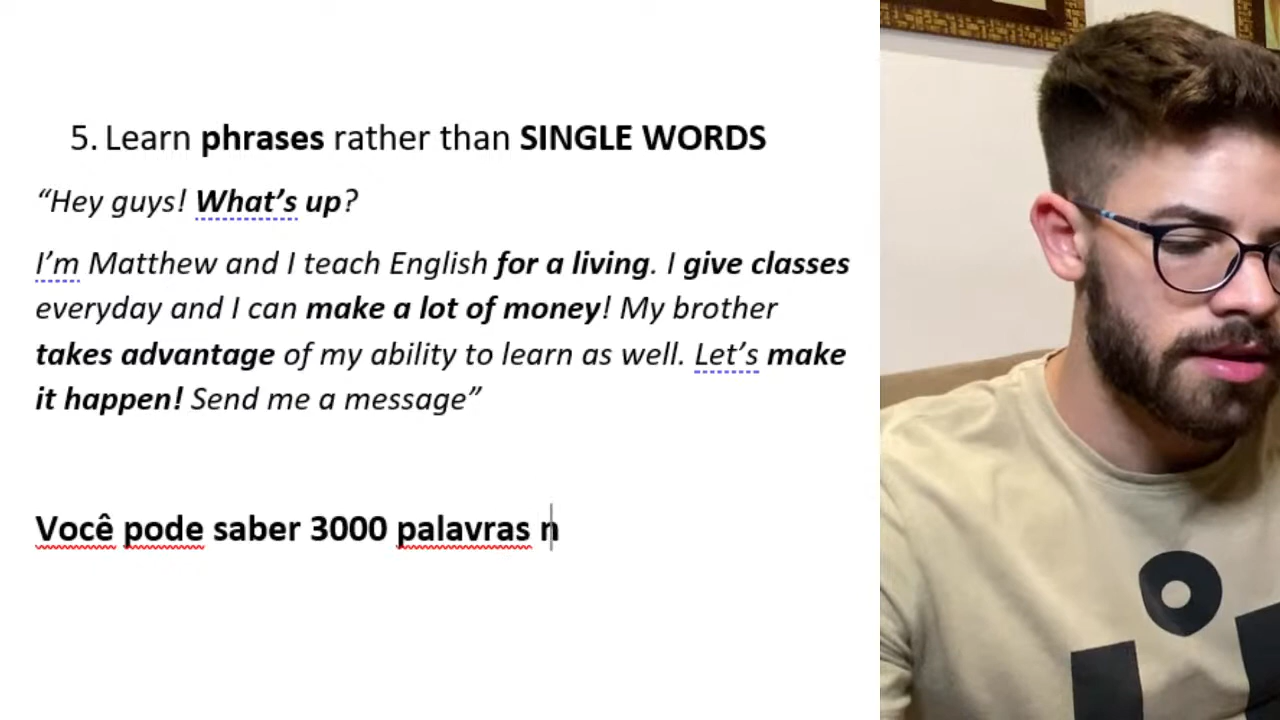 5. Learn phrases rather than SINGLE WORDS
“Hey guys! What’s up?
I’m Matthew and I teach English for a living. I give classes
everyday and I can make a lot of money! My brother
takes advantage of my ability to learn as well. Let’s make
it happen! Send me a message”
Você pode saber 3000 palavras n